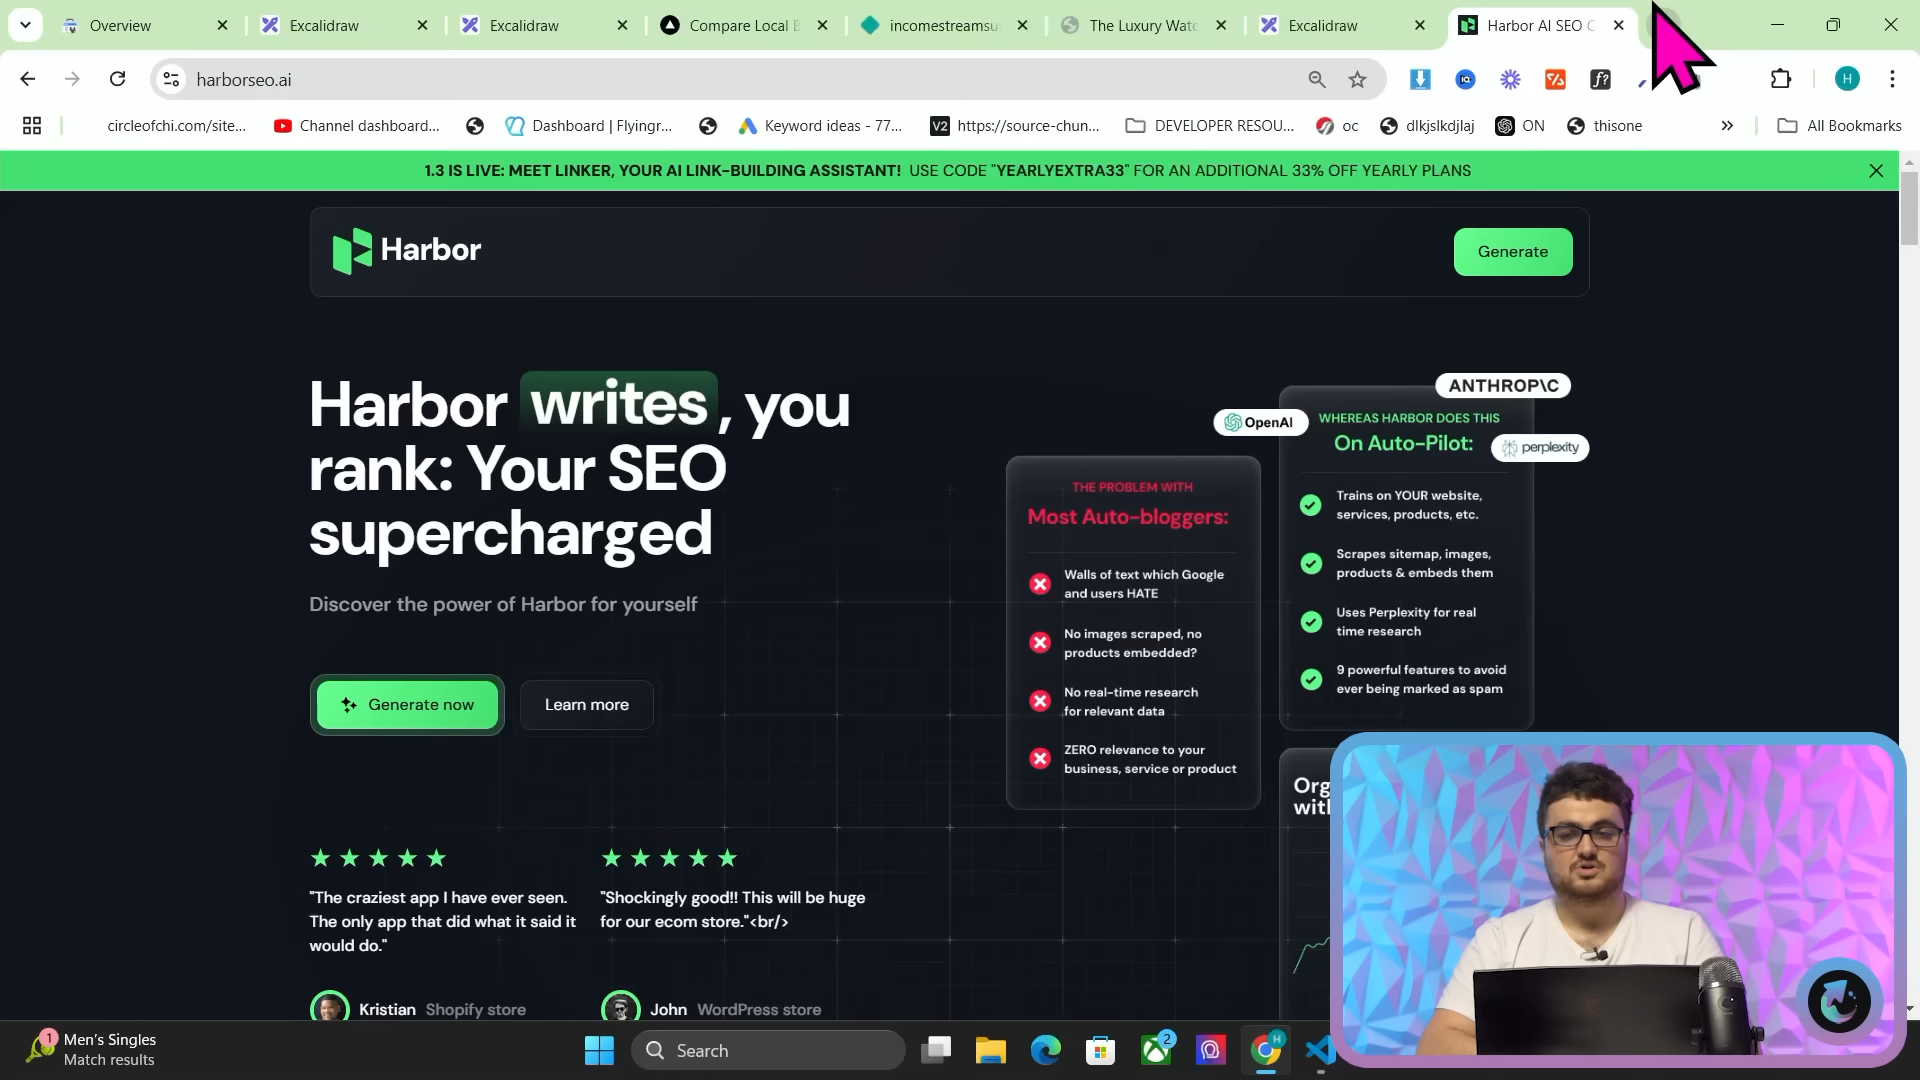 Overview
Excalidraw
Excalidraw
Compare Local B
incomestreamsu
The Luxury Watc
Excalidraw
Harbor AI SEO C
harborseo.ai
H
circleofchi.com/site...
Channel dashboard...
Dashboard | Flyingr...
Keyword ideas - 77...
V2 https://source-chun...
DEVELOPER RESOU...
oc
dlkjslkdjlaj
ON
thisone
All Bookmarks
1.3 IS LIVE: MEET LINKER, YOUR AI LINK-BUILDING ASSISTANT! USE CODE "YEARLYEXTRA33" FOR AN ADDITIONAL 33% OFF YEARLY PLANS
Harbor
Generate
Harbor writes, you
rank: Your SEO
supercharged
Discover the power of Harbor for yourself
Generate now
Learn more
THE PROBLEM WITH
Most Auto-bloggers:
Walls of text which Google
and users HATE
No images scraped, no
products embedded?
No real-time research
for relevant data
ZERO relevance to your
business, service or product
OpenAI
ANTHROP\C
perplexity
WHEREAS HARBOR DOES THIS
On Auto-Pilot:
Trains on YOUR website,
services, products, etc.
Scrapes sitemap, images,
products & embeds them
Uses Perplexity for real
time research
9 powerful features to avoid
ever being marked as spam
Org
with
"The craziest app I have ever seen.
The only app that did what it said it
would do."
Kristian Shopify store
"Shockingly good!! This will be huge
for our ecom store."<br/>
John WordPress store
1
Men's Singles
Match results
Search
2
H